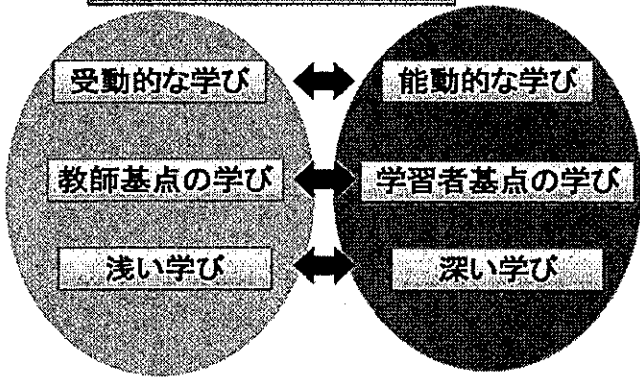 受動的な学び
能動的な学び
教師基点の学び
学習者基点の学び
浅い学び
深い学び